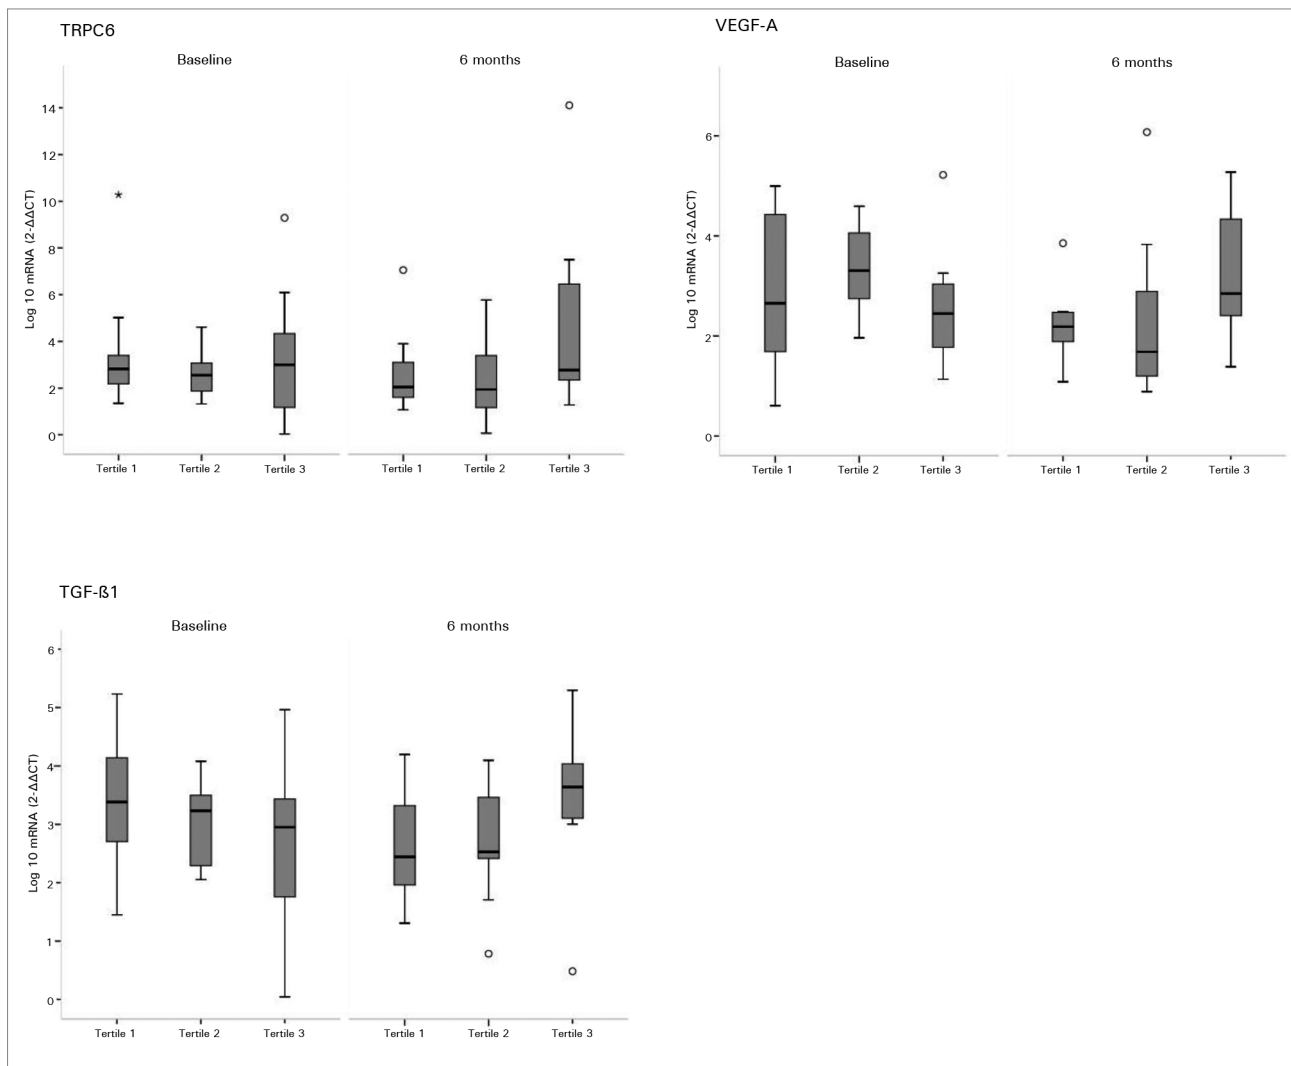 TRPC6
Baseline
6 months
Log 10 mRNA (2-ΔΔCT)
14
12
10
8
6
4
2
0
Tertile 1
Tertile 2
Tertile 3
Tertile 1
Tertile 2
Tertile 3
VEGF-A
Baseline
6 months
Log 10 mRNA (2-ΔΔCT)
6
4
2
0
Tertile 1
Tertile 2
Tertile 3
Tertile 1
Tertile 2
Tertile 3
TGF-ß1
Baseline
6 months
Log 10 mRNA (2-ΔΔCT)
6
5
4
3
2
1
0
Tertile 1
Tertile 2
Tertile 3
Tertile 1
Tertile 2
Tertile 3